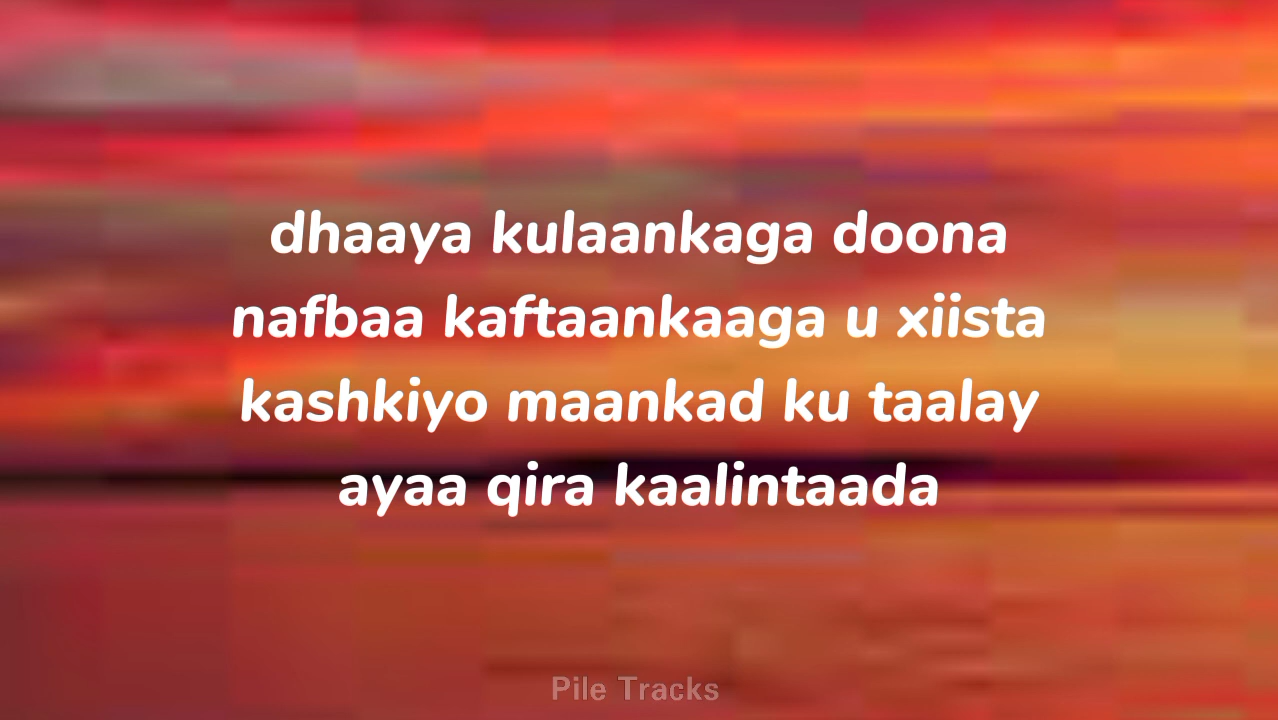 dhaaya kulaankaga doona
nafbaa kaftaankaaga u xiista
kashkiyo maankad ku taalay
ayaa qira kaalintaada
Pile Tracks